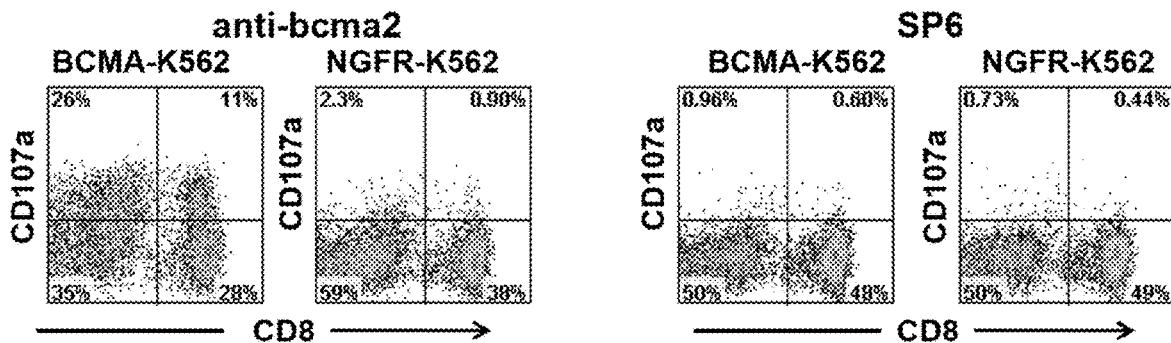 anti-bcma2 SP6
BCMA-K562 NGFR-K562 BCMA-K562 NGFR-K562
26% 11% 2.3% 0.90% 0.96% 0.60% 0.73% 0.44%
CD107a CD107a CD107a CD107a
35% 28% 59% 38% 50% 48% 50% 49%
CD8 CD8